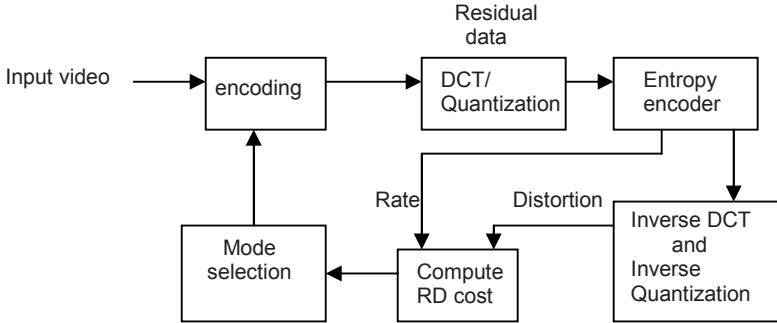 Residual
data
Input video
encoding
DCT/
Quantization
Entropy
encoder
Rate
Distortion
Mode
selection
Compute
RD cost
Inverse DCT
and
Inverse
Quantization